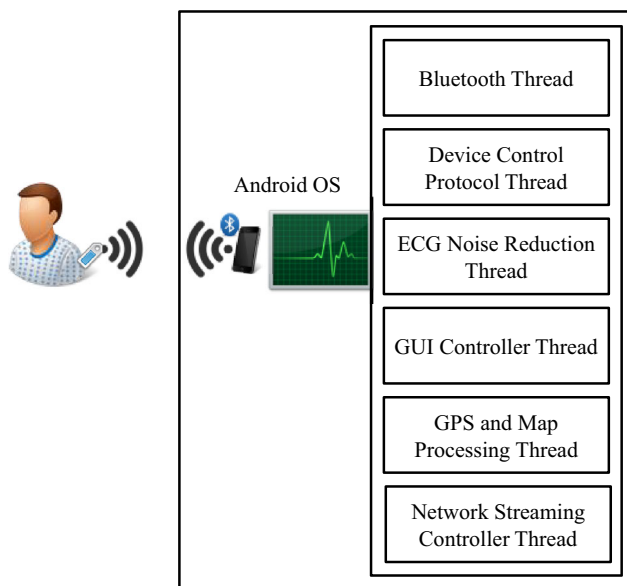 Bluetooth Thread
Device Control
Protocol Thread
Android OS
ECG Noise Reduction
Thread
GUI Controller Thread
GPS and Map
Processing Thread
Network Streaming
Controller Thread